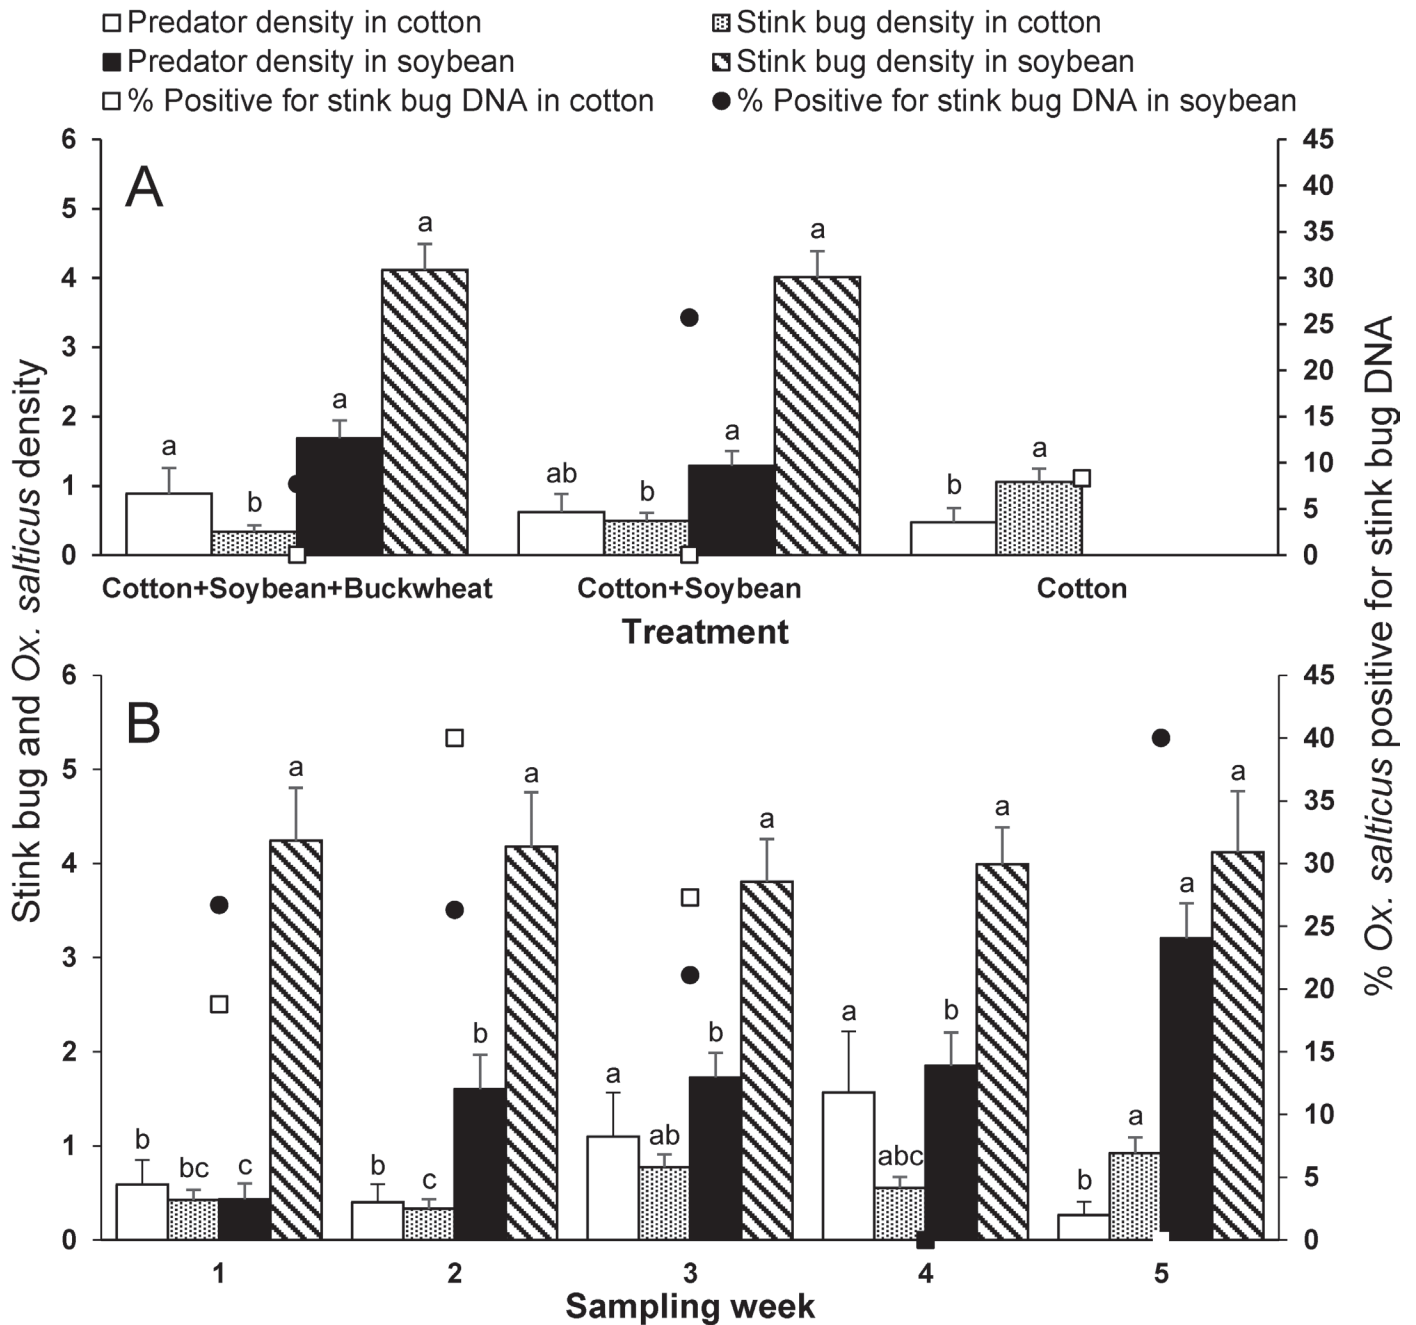 Predator density in cotton
Stink bug density in cotton
Predator density in soybean
Stink bug density in soybean
% Positive for stink bug DNA in cotton
% Positive for stink bug DNA in soybean
Stink bug and Ox. salticus density
% Ox. salticus positive for stink bug DNA
A
6
5
4
3
2
1
0
45
40
35
30
25
20
15
10
5
0
a
b
a
a
ab
b
a
a
b
a
Cotton+Soybean+Buckwheat
Cotton+Soybean
Cotton
Treatment
B
6
5
4
3
2
1
0
45
40
35
30
25
20
15
10
5
0
b
bc
c
a
b
c
b
a
a
ab
b
a
a
abc
b
a
b
a
a
a
1
2
3
4
5
Sampling week